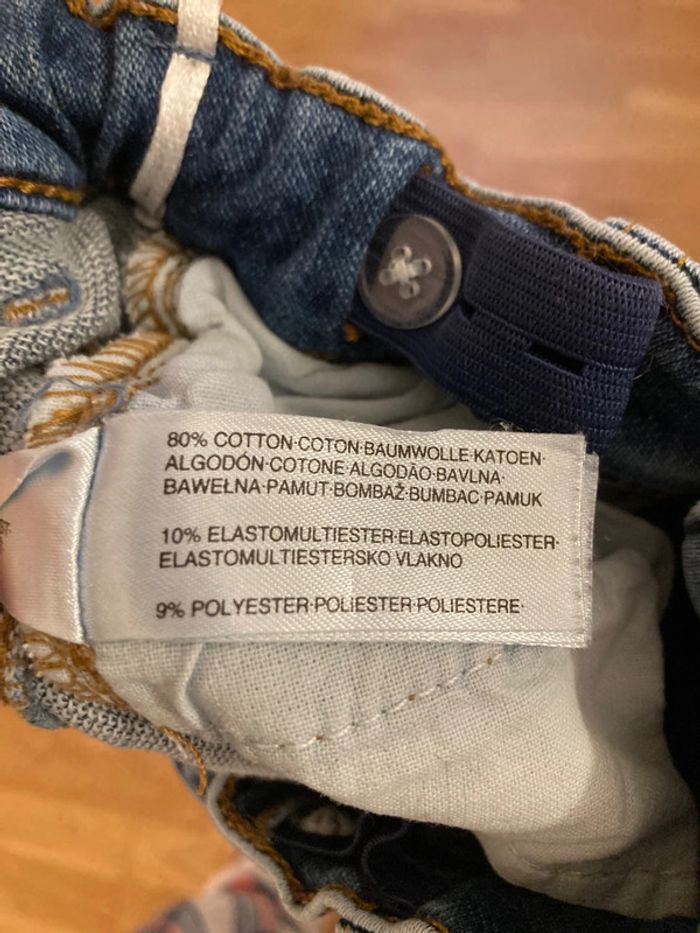 80% COTTON·COTON·BAUMWOLLE·KATOEN·
ALGODÓN·COTONE·ALGODÃO·BAVLNA·
BAWEŁNA·PAMUT·BOMBAŽ·BUMBAC·PAMUK
10% ELASTOMULTIESTER·ELASTOPOLIESTER·
ELASTOMULTIESTERSKO VLAKNO
9% POLYESTER·POLIESTER·POLIESTERE·